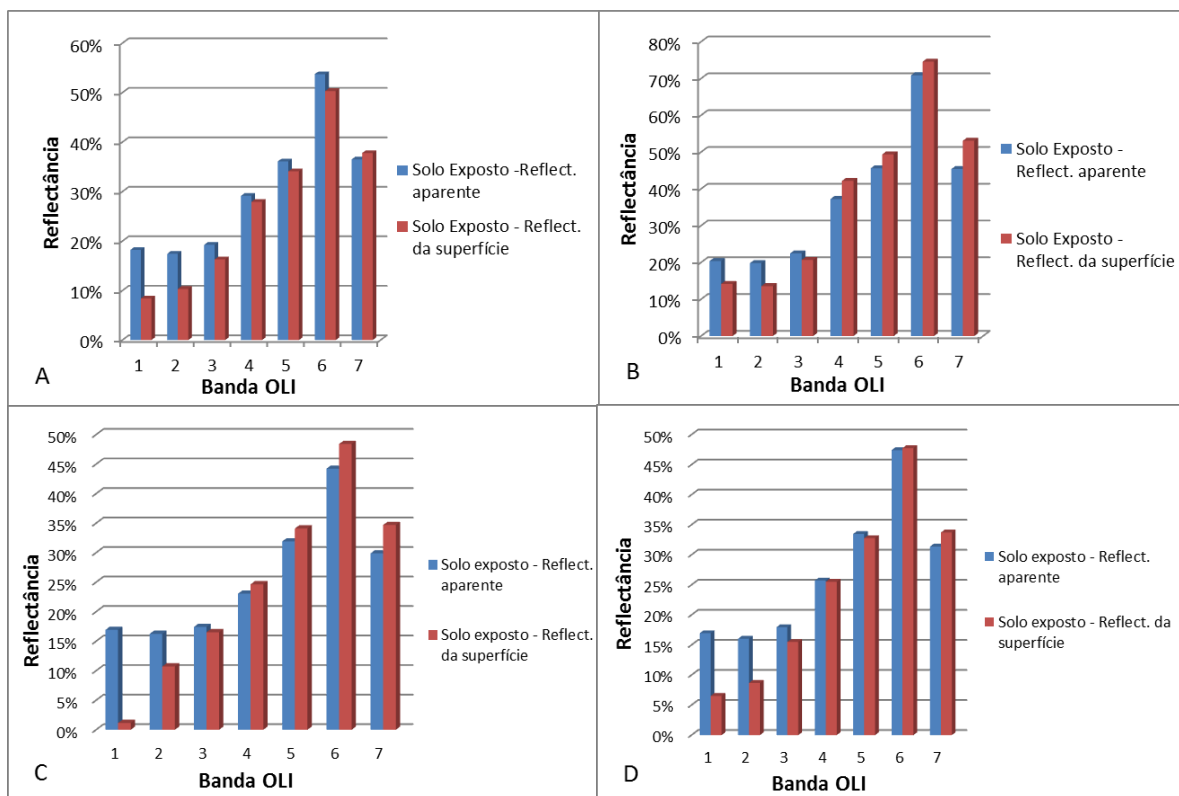 60%
50%
40%
30%
20%
10%
0%
Reflectância
1 2 3 4 5 6 7
Banda OLI
A
Solo Exposto -Reflect.
aparente
Solo Exposto - Reflect.
da superfície
80%
70%
60%
50%
40%
30%
20%
10%
0%
Reflectância
1 2 3 4 5 6 7
Banda OLI
B
Solo Exposto -
Reflect. aparente
Solo Exposto -
Reflect. da superfície
50%
45%
40%
35%
30%
25%
20%
15%
10%
5%
0%
Reflectância
1 2 3 4 5 6 7
Banda OLI
C
Solo exposto - Reflect.
aparente
Solo exposto - Reflect.
da superfície
50%
45%
40%
35%
30%
25%
20%
15%
10%
5%
0%
Reflectância
1 2 3 4 5 6 7
Banda OLI
D
Solo exposto - Reflect.
aparente
Solo exposto - Reflect. da
superfície